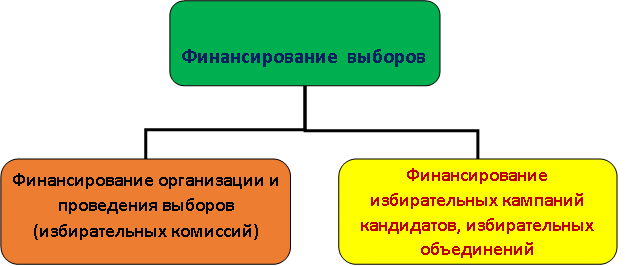 Финансирование выборов
Финансирование организации и
проведения выборов
(избирательных комиссий)
Финансирование
избирательных кампаний
кандидатов, избирательных
объединений